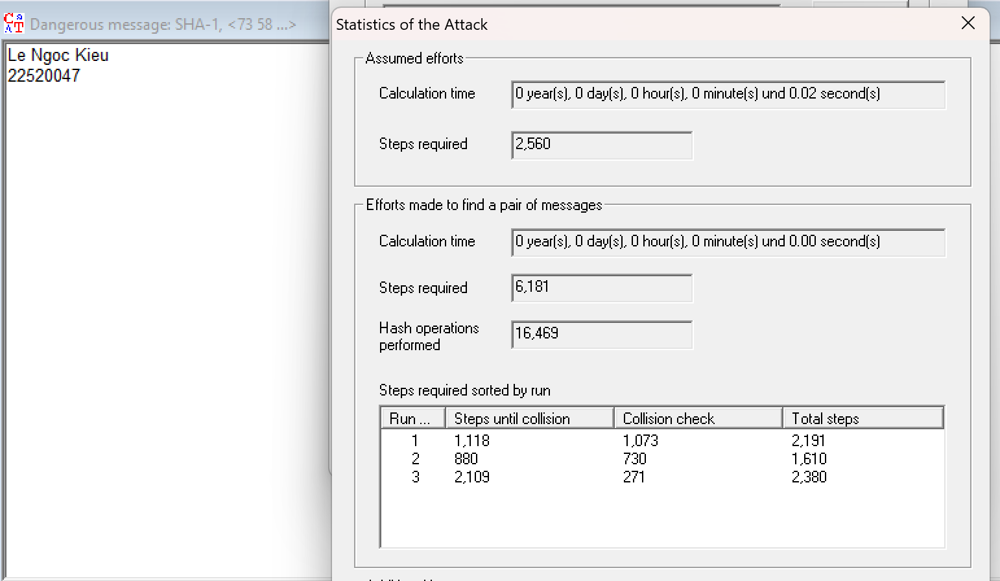 Dangerous message: SHA-1, <73 58 ...>
Le Ngoc Kieu
22520047
Statistics of the Attack
Assumed efforts
Calculation time 0 year(s), 0 day(s), 0 hour(s), 0 minute(s) und 0.02 second(s)
Steps required 2,560
Efforts made to find a pair of messages
Calculation time 0 year(s), 0 day(s), 0 hour(s), 0 minute(s) und 0.00 second(s)
Steps required 6,181
Hash operations
performed 16,469
Steps required sorted by run
Run ... Steps until collision Collision check Total steps
1 1,118 1,073 2,191
2 880 730 1,610
3 2,109 271 2,380